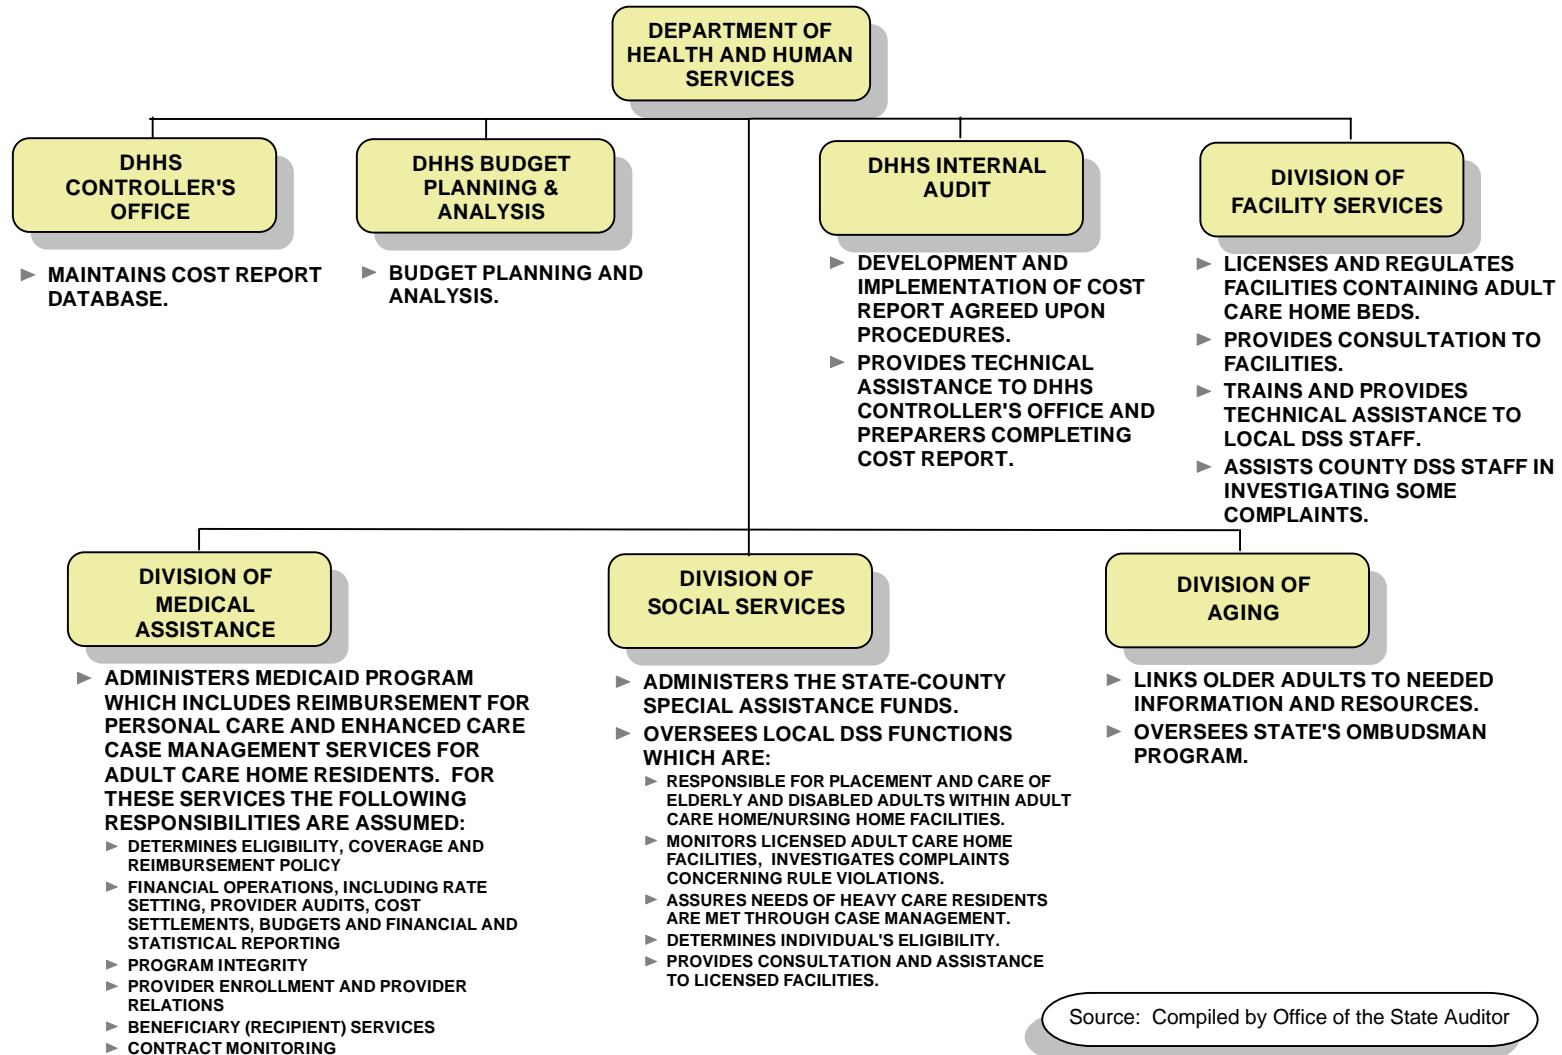 DEPARTMENT OF
HEALTH AND HUMAN
SERVICES
DHHS
CONTROLLER'S
OFFICE
► MAINTAINS COST REPORT
DATABASE.
DHHS BUDGET
PLANNING &
ANALYSIS
► BUDGET PLANNING AND
ANALYSIS.
DHHS INTERNAL
AUDIT
► DEVELOPMENT AND
IMPLEMENTATION OF COST
REPORT AGREED UPON
PROCEDURES.
► PROVIDES TECHNICAL
ASSISTANCE TO DHHS
CONTROLLER'S OFFICE AND
PREPARERS COMPLETING
COST REPORT.
DIVISION OF
FACILITY SERVICES
► LICENSES AND REGULATES
FACILITIES CONTAINING ADULT
CARE HOME BEDS.
► PROVIDES CONSULTATION TO
FACILITIES.
► TRAINS AND PROVIDES
TECHNICAL ASSISTANCE TO
LOCAL DSS STAFF.
► ASSISTS COUNTY DSS STAFF IN
INVESTIGATING SOME
COMPLAINTS.
DIVISION OF
MEDICAL
ASSISTANCE
► ADMINISTERS MEDICAID PROGRAM
WHICH INCLUDES REIMBURSEMENT FOR
PERSONAL CARE AND ENHANCED CARE
CASE MANAGEMENT SERVICES FOR
ADULT CARE HOME RESIDENTS. FOR
THESE SERVICES THE FOLLOWING
RESPONSIBILITIES ARE ASSUMED:
► DETERMINES ELIGIBILITY, COVERAGE AND
REIMBURSEMENT POLICY
► FINANCIAL OPERATIONS, INCLUDING RATE
SETTING, PROVIDER AUDITS, COST
SETTLEMENTS, BUDGETS AND FINANCIAL AND
STATISTICAL REPORTING
► PROGRAM INTEGRITY
► PROVIDER ENROLLMENT AND PROVIDER
RELATIONS
► BENEFICIARY (RECIPIENT) SERVICES
► CONTRACT MONITORING
DIVISION OF
SOCIAL SERVICES
► ADMINISTERS THE STATE-COUNTY
SPECIAL ASSISTANCE FUNDS.
► OVERSEES LOCAL DSS FUNCTIONS
WHICH ARE:
► RESPONSIBLE FOR PLACEMENT AND CARE OF
ELDERLY AND DISABLED ADULTS WITHIN ADULT
CARE HOME/NURSING HOME FACILITIES.
► MONITORS LICENSED ADULT CARE HOME
FACILITIES, INVESTIGATES COMPLAINTS
CONCERNING RULE VIOLATIONS.
► ASSURES NEEDS OF HEAVY CARE RESIDENTS
ARE MET THROUGH CASE MANAGEMENT.
► DETERMINES INDIVIDUAL'S ELIGIBILITY.
► PROVIDES CONSULTATION AND ASSISTANCE
TO LICENSED FACILITIES.
DIVISION OF
AGING
► LINKS OLDER ADULTS TO NEEDED
INFORMATION AND RESOURCES.
► OVERSEES STATE'S OMBUDSMAN
PROGRAM.
Source: Compiled by Office of the State Auditor